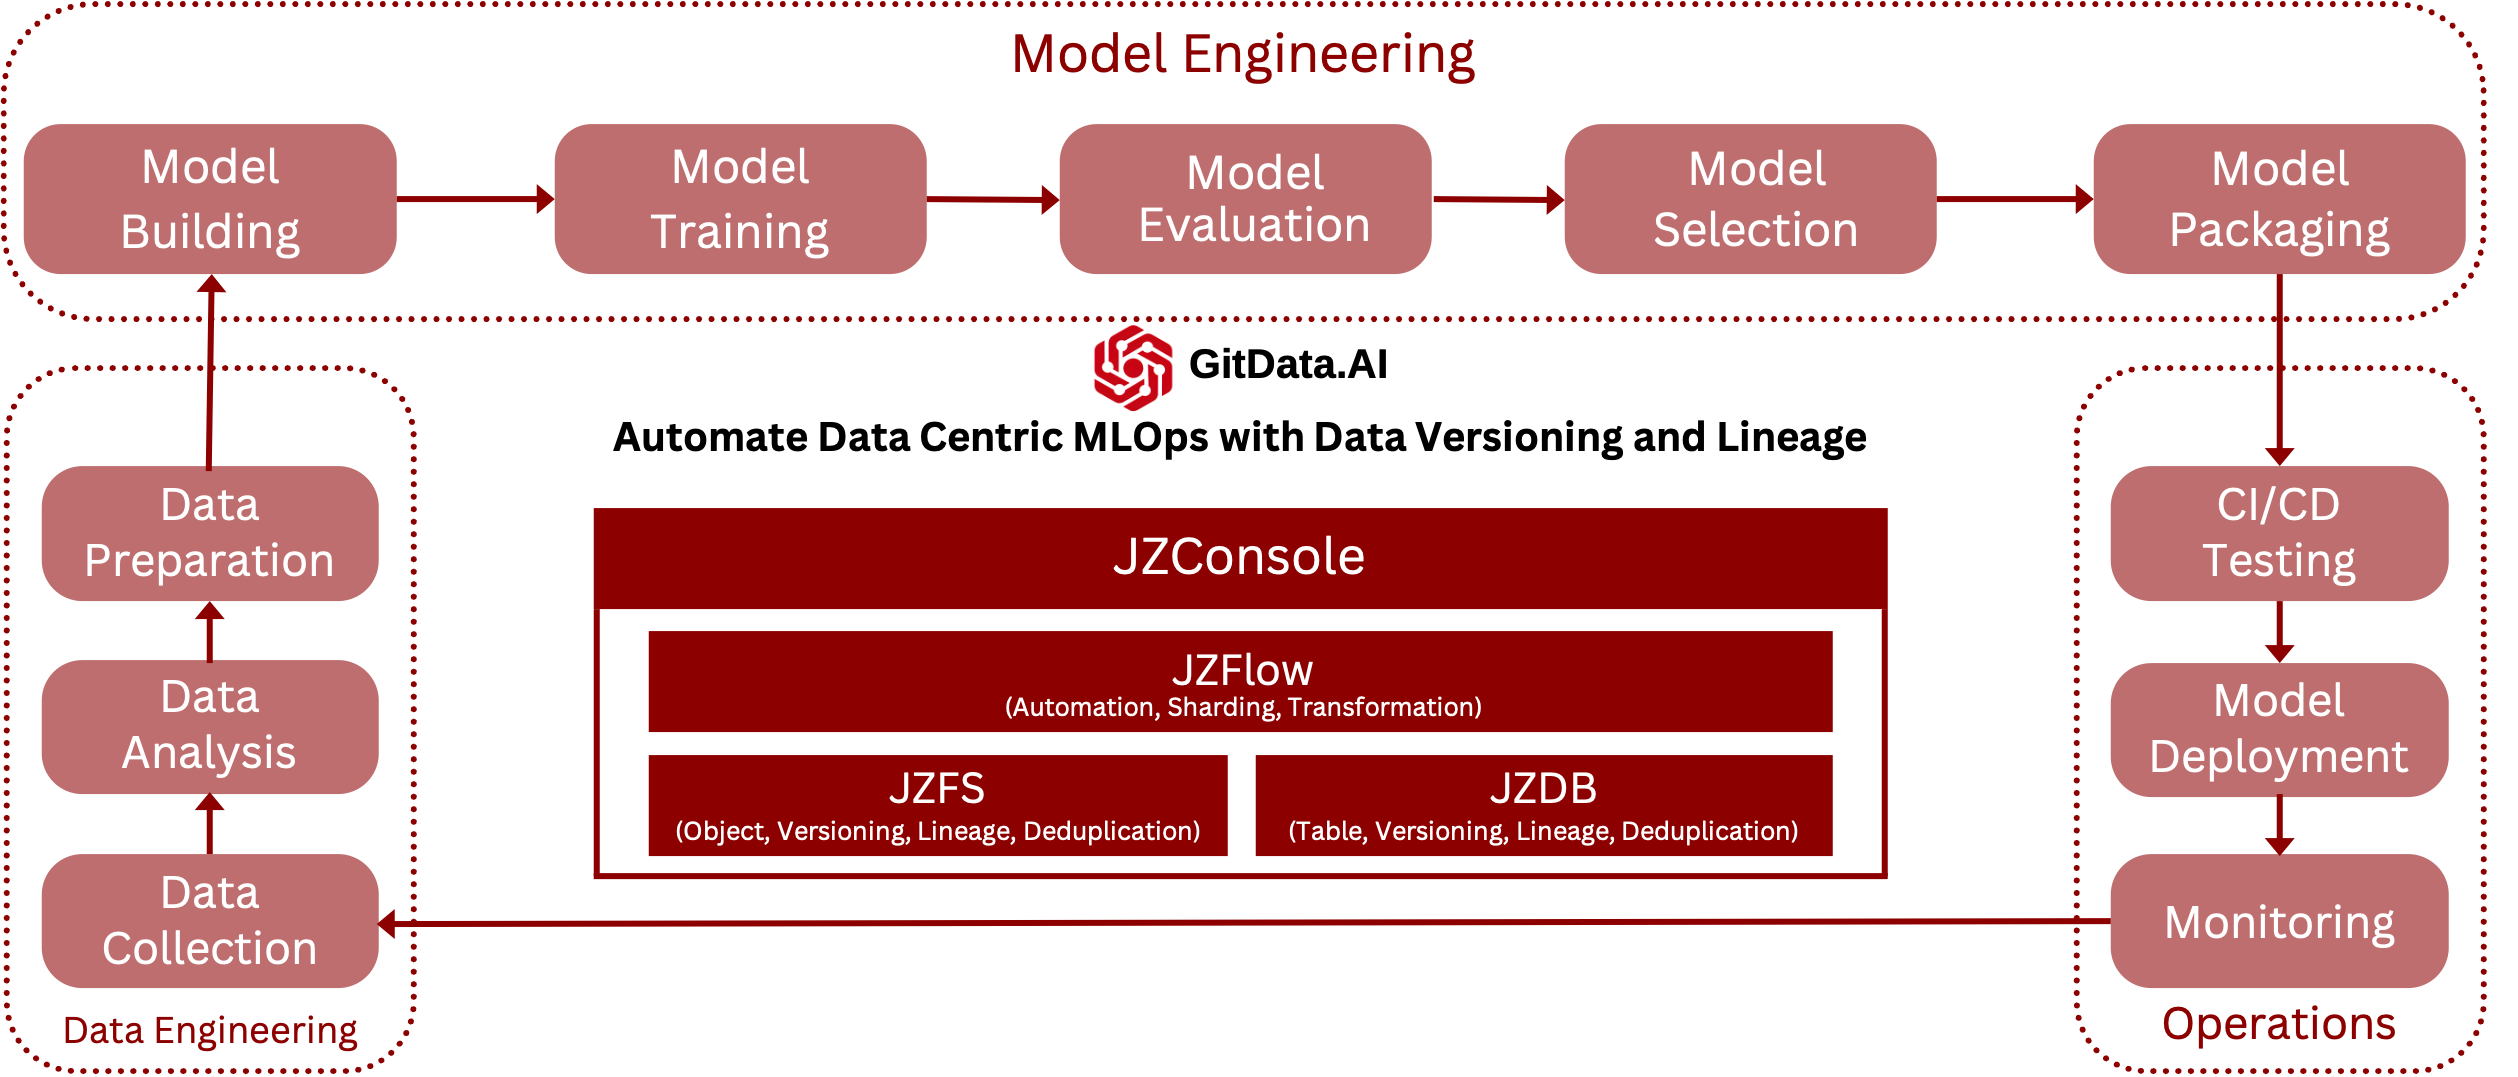 Model Engineering
Model
Building
Model
Training
Model
Evaluation
Model
Selection
Model
Packaging
GitData.AI
Automate Data Centric MLOps with Data Versioning and Lineage
Data
Preparation
Data
Analysis
Data
Collection
Data Engineering
JZConsole
JZFlow
(Automation, Sharding, Transformation)
JZFS
(Object, Versioning, Lineage, Deduplication)
JZDB
(Table, Versioning, Lineage, Deduplication)
CI/CD
Testing
Model
Deployment
Monitoring
Operations